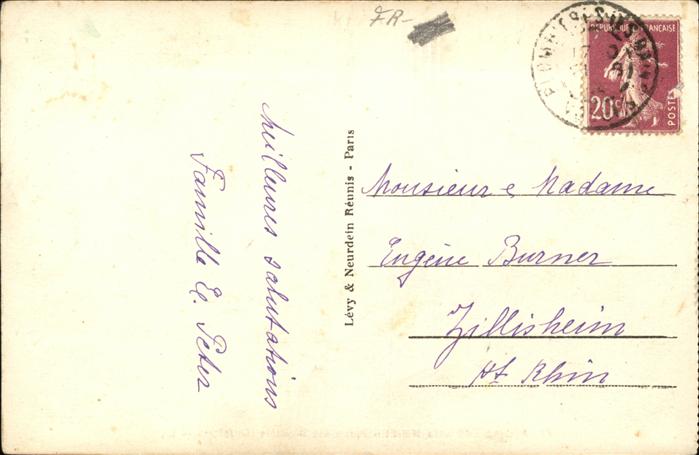 FR-
RÉPUBLIQUE FRANÇAISE
20c
POSTES
Meilleures salutations
Famille E. Peter
Lévy & Neurdein Réunis - Paris
Monsieur e Madame
Eugène Burner
Zillisheim
Ht. Rhin